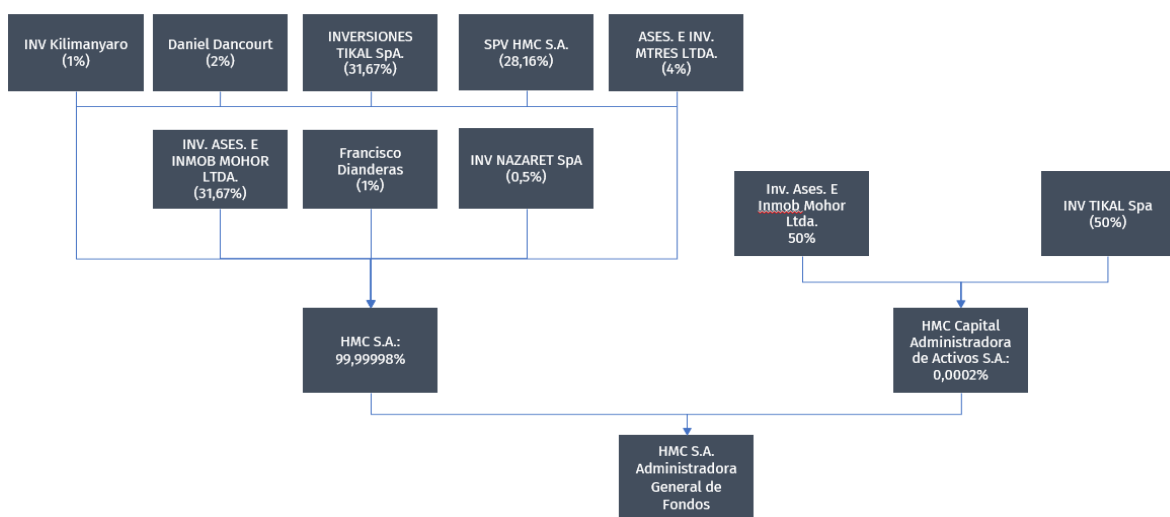 INV Kilimanyaro
(1%)
Daniel Dancourt
(2%)
INVERSIONES
TIKAL SpA.
(31,67%)
SPV HMC S.A.
(28,16%)
ASES. E INV.
MTRES LTDA.
(4%)
INV. ASES. E
INMOB MOHOR
LTDA.
(31,67%)
Francisco
Dianderas
(1%)
INV NAZARET SpA
(0,5%)
Inv. Ases. E
Inmob Mohor
Ltda.
50%
INV TIKAL Spa
(50%)
HMC S.A.:
99,99998%
HMC Capital
Administradora
de Activos S.A.:
0,0002%
HMC S.A.
Administradora
General de
Fondos